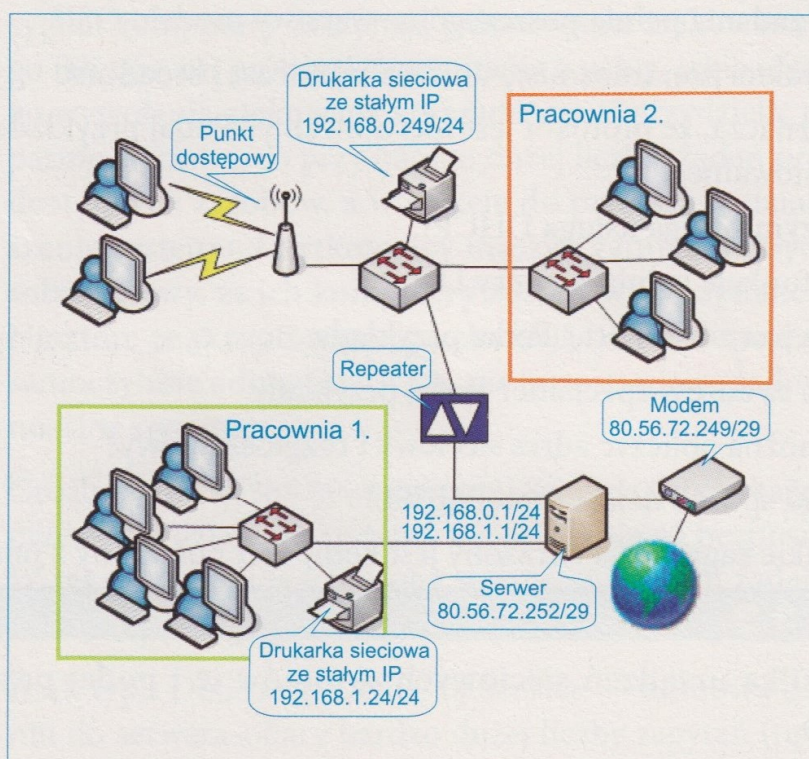 Drukarka sieciowa
ze stałym IP
192.168.0.249/24
Pracownia 2.
Punkt
dostępowy
Repeater
Modem
80.56.72.249/29
Pracownia 1.
192.168.0.1/24
192.168.1.1/24
Serwer
80.56.72.252/29
Drukarka sieciowa
ze stałym IP
192.168.1.24/24